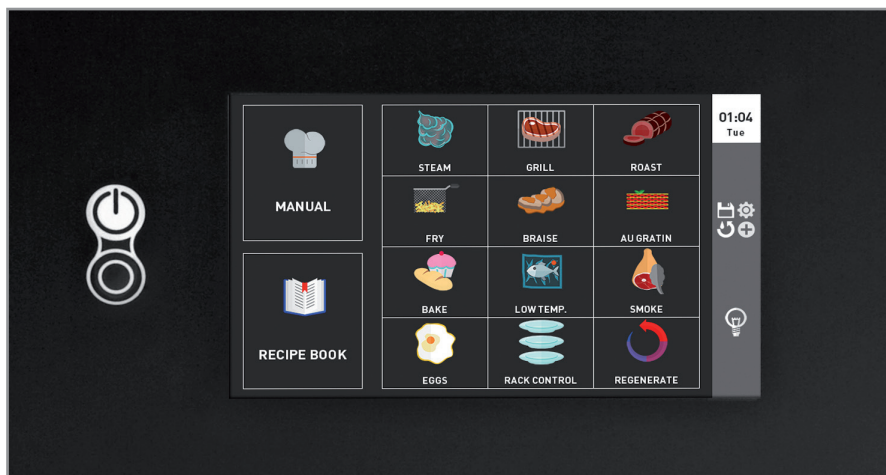 MANUAL
RECIPE BOOK
STEAM
GRILL
ROAST
FRY
BRAISE
AU GRATIN
BAKE
LOW TEMP.
SMOKE
EGGS
RACK CONTROL
REGENERATE
01:04
Tue